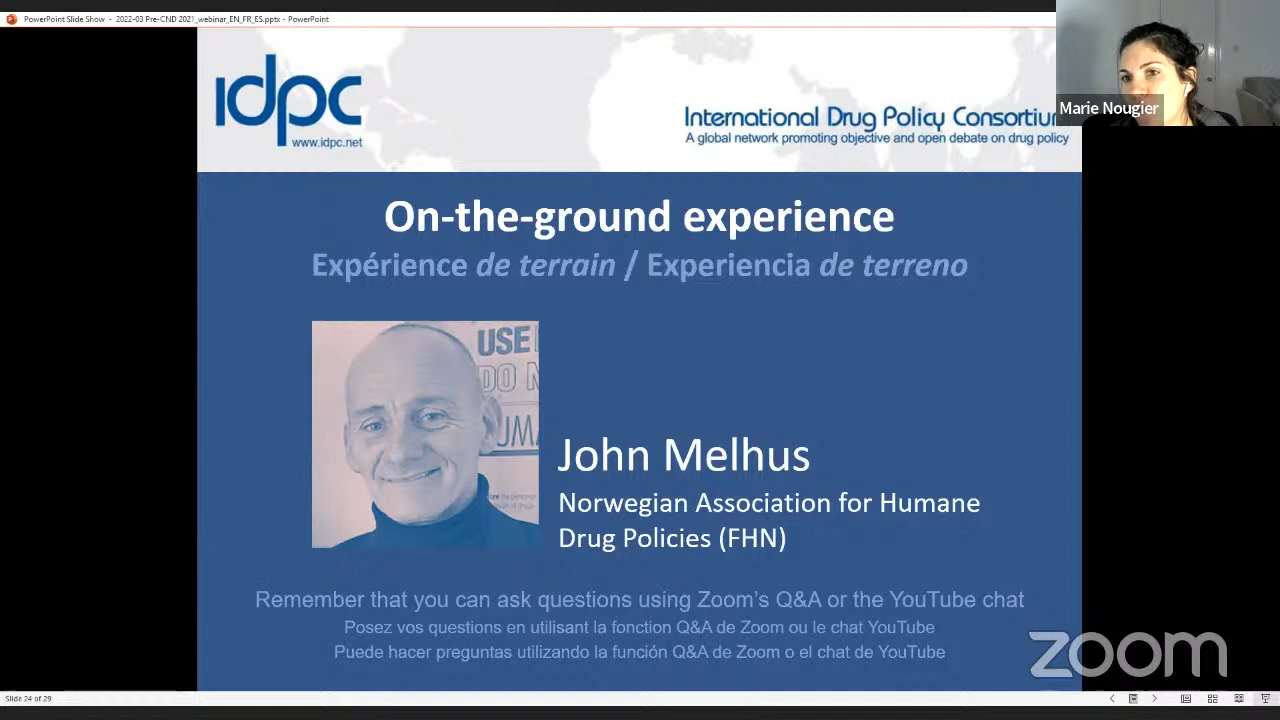 PowerPoint Slide Show - 2022-03 Pre-CND 2021_webinar_EN_FR_ES.pptx - PowerPoint
Marie Nougier
idpc
www.idpc.net
International Drug Policy Consortiu
A global network promoting objective and open debate on drug policy
On-the-ground experience
Expérience de terrain / Experiencia de terreno
USE
DO N
UMA
John Melhus
Norwegian Association for Humane
Drug Policies (FHN)
Remember that you can ask questions using Zoom's Q&A or the YouTube chat
Posez vos questions en utilisant la fonction Q&A de Zoom ou le chat YouTube
Puede hacer preguntas utilizando la función Q&A de Zoom o el chat de YouTube
zoom
Slide 24 of 29